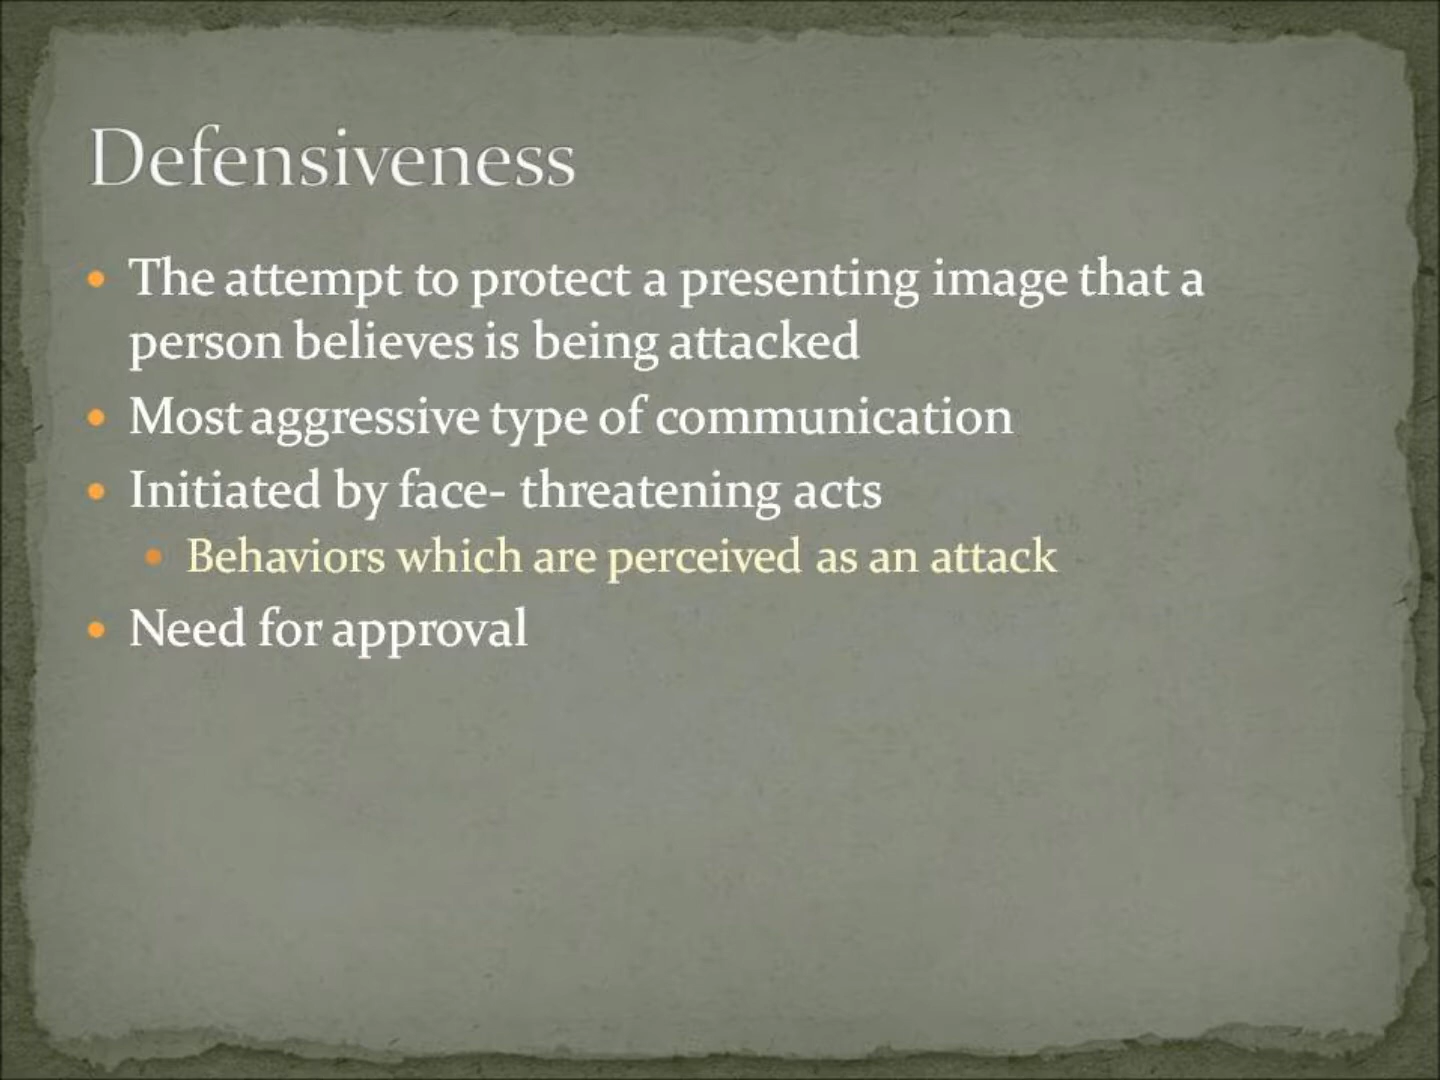 Defensiveness
• The attempt to protect a presenting image that a
person believes is being attacked
• Most aggressive type of communication
• Initiated by face- threatening acts
• Behaviors which are perceived as an attack
• Need for approval